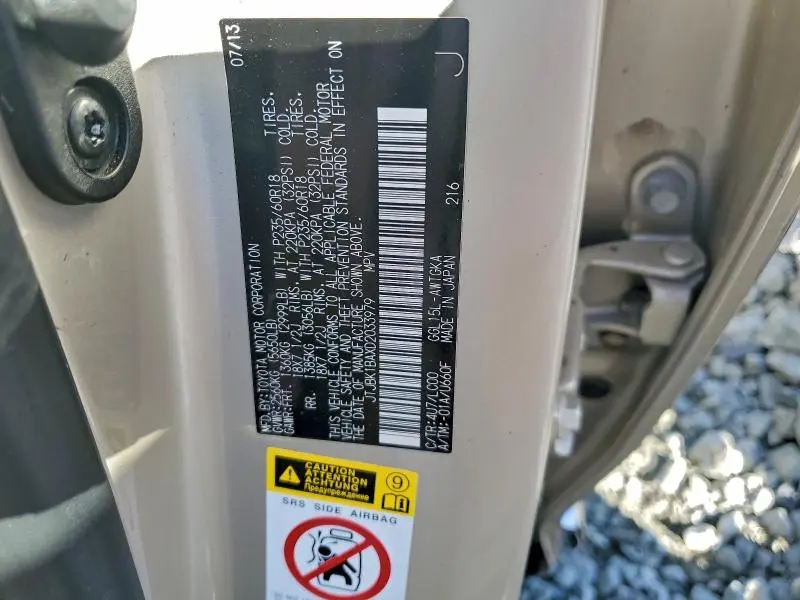 07/13
MFD.BY:TOYOTA MOTOR CORPORATION
GVWR:2560KG (5650LB)
GAWR:FRT. 1360KG (2999LB) WITH P235/60R18 TIRES.
18X7 1/2J RIMS, AT 220KPA (32PSI) COLD.
RR. 1385KG (3056LB) WITH P235/60R18 TIRES.
18X7 1/2J RIMS, AT 220KPA (32PSI) COLD.
THIS VEHICLE CONFORMS TO ALL APPLICABLE FEDERAL MOTOR
VEHICLE SAFETY, AND THEFT PREVENTION STANDARDS IN EFFECT ON
THE DATE OF MANUFACTURE SHOWN ABOVE.
JTJBK1BAXD2033979 MPV
C/TR:4U7/LC00 GGL15L-AWTGKA 216
A/TM:-01A/U660F MADE IN JAPAN
J
CAUTION
ATTENTION
ACHTUNG
Предупреждение
9
SRS SIDE AIRBAG